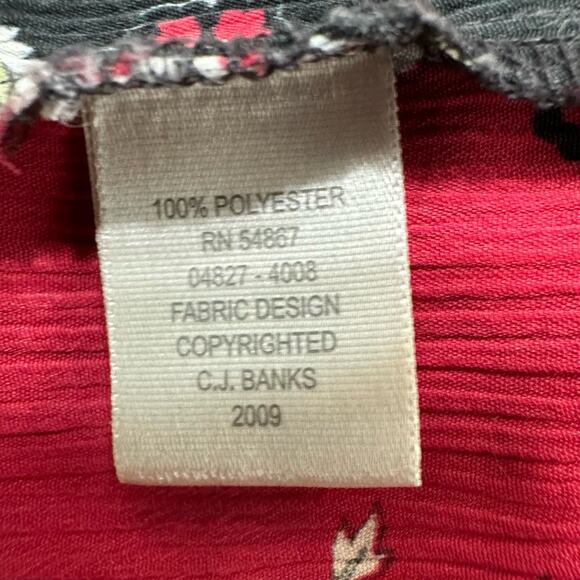 100% POLYESTER
RN 54867
04827 - 4008
FABRIC DESIGN
COPYRIGHTED
C.J. BANKS
2009